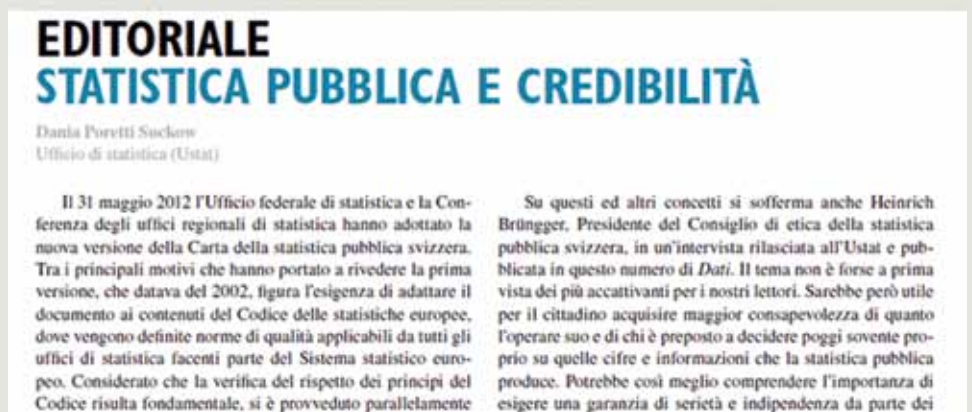 EDITORIALE
STATISTICA PUBBLICA E CREDIBILITÀ
Dania Poretti Suckow
Ufficio di statistica (Ustat)
Il 31 maggio 2012 l'Ufficio federale di statistica e la Con-
ferenza degli uffici regionali di statistica hanno adottato la
nuova versione della Carta della statistica pubblica svizzera.
Tra i principali motivi che hanno portato a rivedere la prima
versione, che datava del 2002, figura l'esigenza di adattare il
documento ai contenuti del Codice delle statistiche europee,
dove vengono definite norme di qualità applicabili da tutti gli
uffici di statistica facenti parte del Sistema statistico euro-
peo. Considerato che la verifica del rispetto dei principi del
Codice risulta fondamentale, si è provveduto parallelamente
Su questi ed altri concetti si sofferma anche Heinrich
Brüngger, Presidente del Consiglio di etica della statistica
pubblica svizzera, in un'intervista rilasciata all'Ustat e pub-
blicata in questo numero di Dati. Il tema non è forse a prima
vista dei più accattivanti per i nostri lettori. Sarebbe però utile
per il cittadino acquisire maggior consapevolezza di quanto
l'operare suo e di chi è preposto a decidere poggi sovente pro-
prio su quelle cifre e informazioni che la statistica pubblica
produce. Potrebbe così meglio comprendere l'importanza di
esigere una garanzia di serietà e indipendenza da parte dei